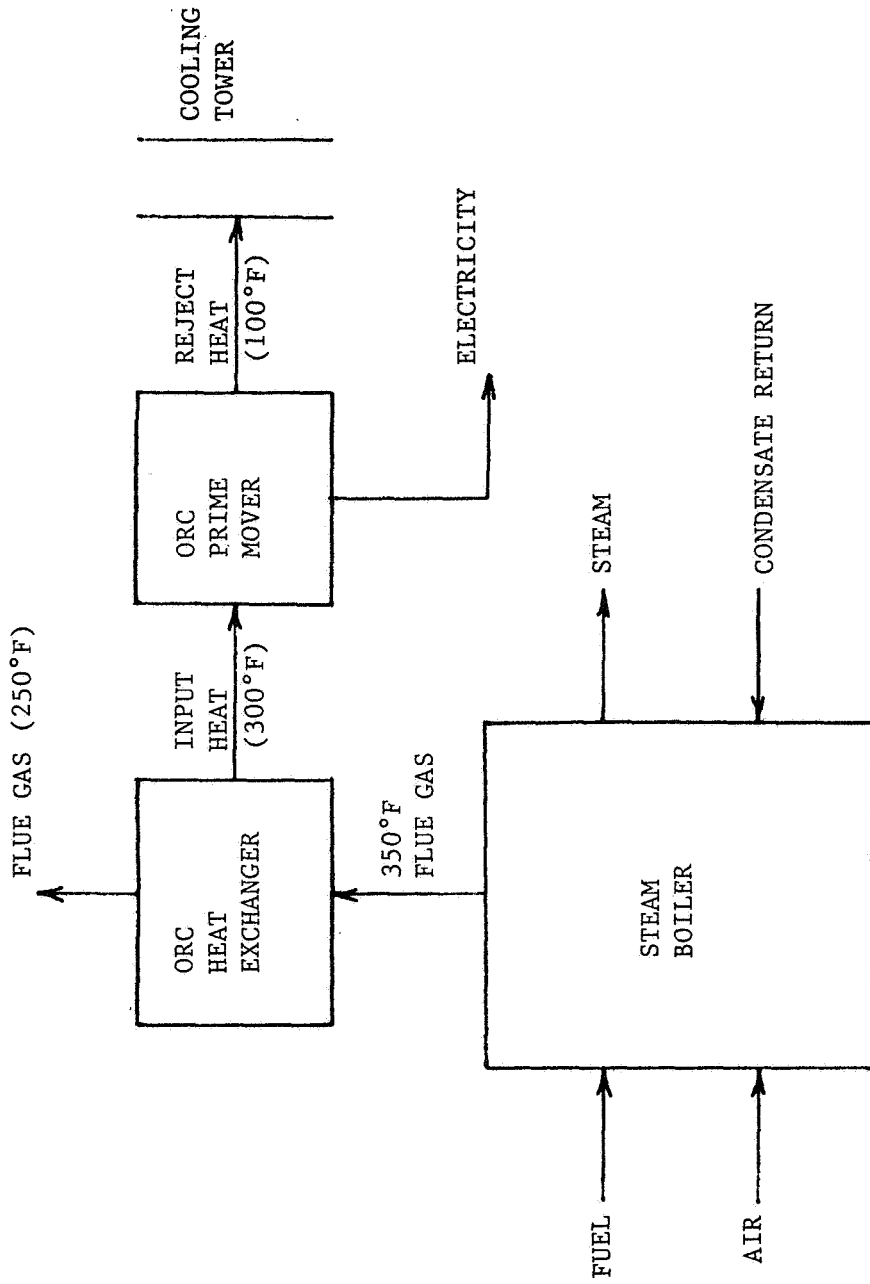 FLUE GAS (250°F)
COOLING
TOWER
INPUT
HEAT
(300°F)
REJECT
HEAT
(100°F)
ORC
HEAT
EXCHANGER
ORC
PRIME
MOVER
350°F
FLUE GAS
ELECTRICITY
FUEL
AIR
STEAM
BOILER
STEAM
CONDENSATE RETURN